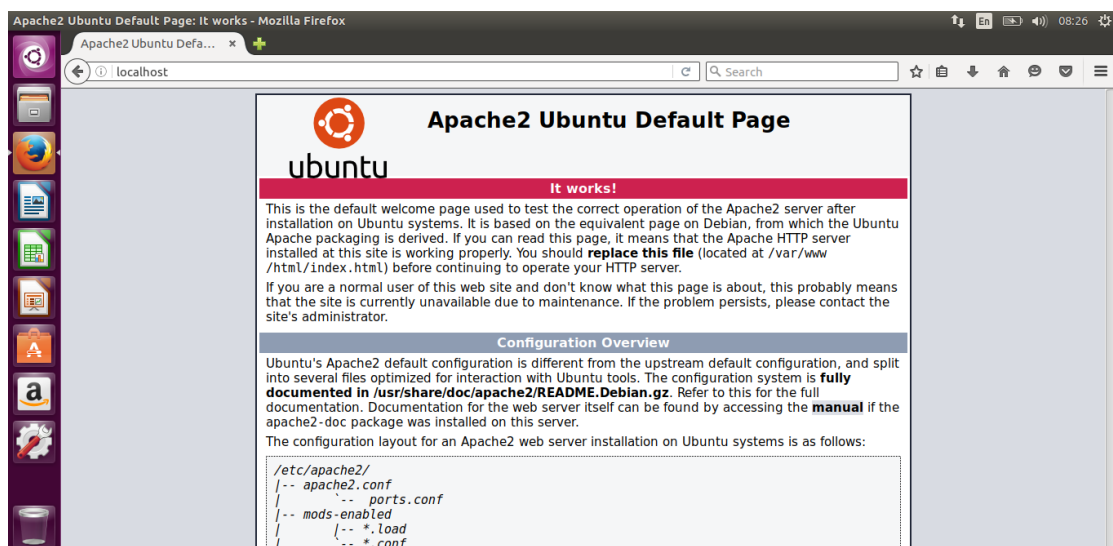 Apache2 Ubuntu Default Page: It works - Mozilla Firefox
En
08:26
Apache2 Ubuntu Defa...
localhost
Search
Apache2 Ubuntu Default Page
ubuntu
It works!
This is the default welcome page used to test the correct operation of the Apache2 server after
installation on Ubuntu systems. It is based on the equivalent page on Debian, from which the Ubuntu
Apache packaging is derived. If you can read this page, it means that the Apache HTTP server
installed at this site is working properly. You should replace this file (located at /var/www
/html/index.html) before continuing to operate your HTTP server.
If you are a normal user of this web site and don't know what this page is about, this probably means
that the site is currently unavailable due to maintenance. If the problem persists, please contact the
site's administrator.
Configuration Overview
Ubuntu's Apache2 default configuration is different from the upstream default configuration, and split
into several files optimized for interaction with Ubuntu tools. The configuration system is fully
documented in /usr/share/doc/apache2/README.Debian.gz. Refer to this for the full
documentation. Documentation for the web server itself can be found by accessing the manual if the
apache2-doc package was installed on this server.
The configuration layout for an Apache2 web server installation on Ubuntu systems is as follows:
/etc/apache2/
|-- apache2.conf
|       `--  ports.conf
|-- mods-enabled
|       |-- *.load
|       `-- *.conf
a